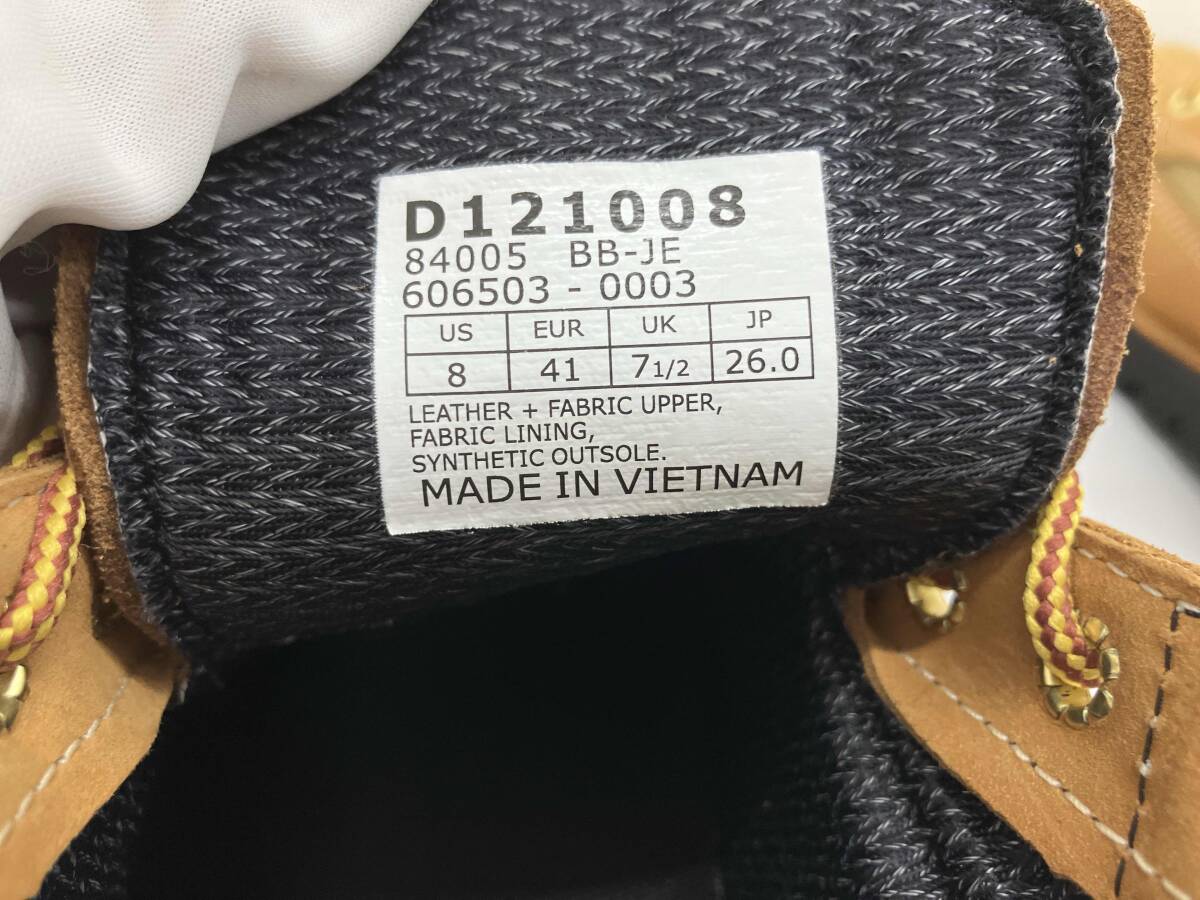 D121008
84005 BB-JE
606503 - 0003
US EUR UK JP
8 41 7 1/2 26.0
LEATHER + FABRIC UPPER,
FABRIC LINING,
SYNTHETIC OUTSOLE.
MADE IN VIETNAM